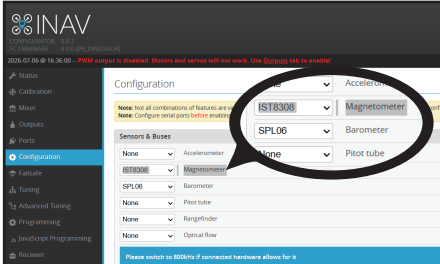 INAV
CONFIGURATOR 9.0.2
FC FIRMWARE 9.0.0 [PR_DINOSAUR]
2026-07-06 @ 16:36:00 -- PWM output is disabled. Motors and servos will not work. Use Outputs tab to enable!
Status
Calibration
Mixer
Outputs
Ports
Configuration
Failsafe
Tuning
Advanced Tuning
Programming
JavaScript Programming
Receiver
Configuration
Note: Not all combinations of features are va
Note: Configure serial ports before enabling
Sensors & Buses
None Accelerometer
IST8308 Magnetometer
SPL06 Barometer
None Pitot tube
None Rangefinder
None Optical flow
Please switch to 800kHz if connected hardware allows for it
Accelerom
IST8308 Magnetometer
SPL06 Barometer
None Pitot tube